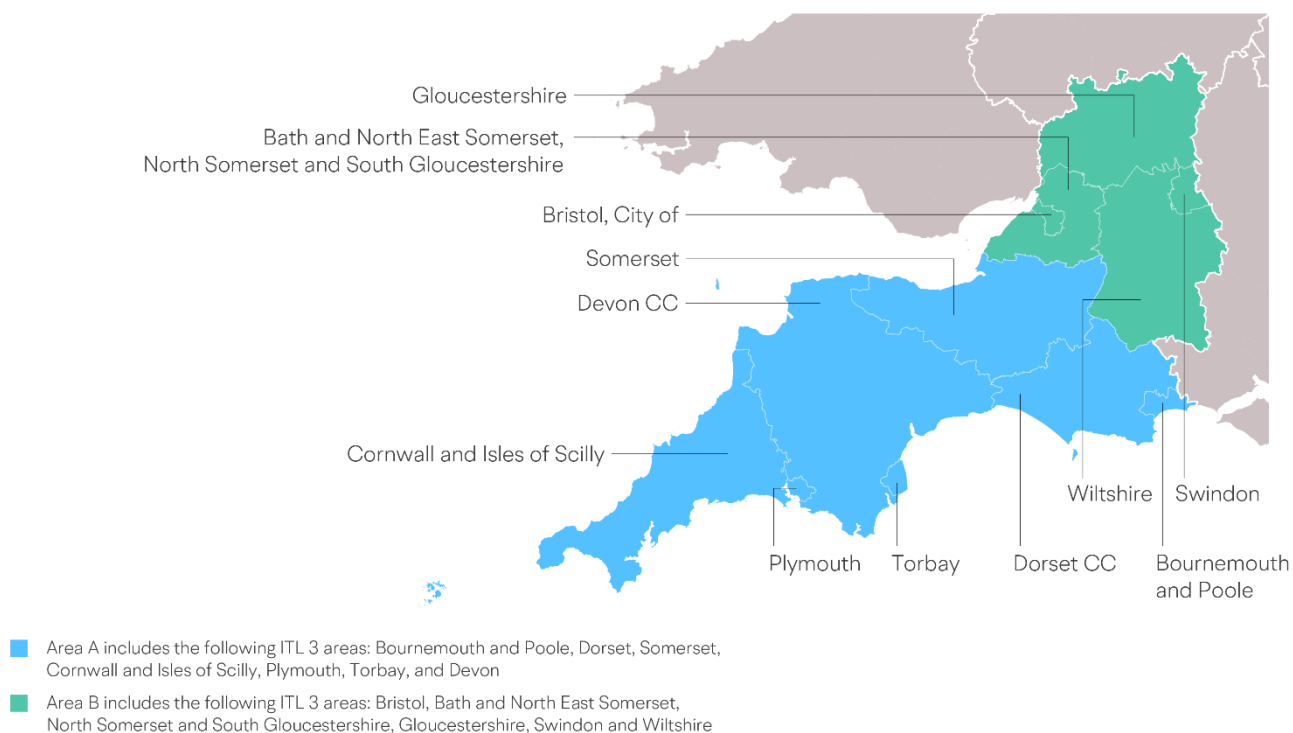 Gloucestershire
Bath and North East Somerset,
North Somerset and South Gloucestershire
Bristol, City of
Somerset
Devon CC
Cornwall and Isles of Scilly
Wiltshire
Swindon
Plymouth
Torbay
Dorset CC
Bournemouth
and Poole
Area A includes the following ITL 3 areas: Bournemouth and Poole, Dorset, Somerset,
Cornwall and Isles of Scilly, Plymouth, Torbay, and Devon
Area B includes the following ITL 3 areas: Bristol, Bath and North East Somerset,
North Somerset and South Gloucestershire, Gloucestershire, Swindon and Wiltshire